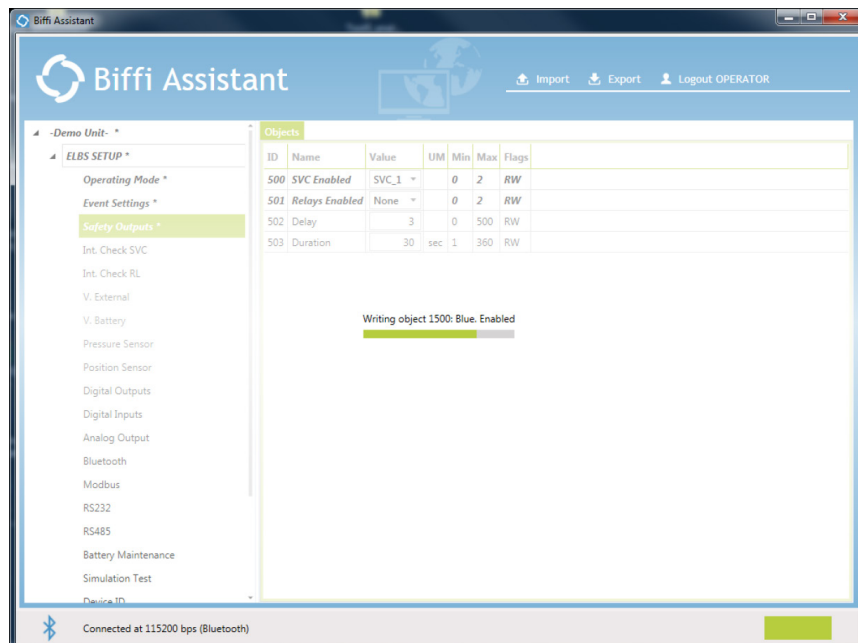 Biffi Assistant
Biffi Assistant
Import Export Logout OPERATOR
-Demo Unit- *
ELBS SETUP *
Operating Mode *
Event Settings *
Safety Outputs *
Int. Check SVC
Int. Check RL
V. External
V. Battery
Pressure Sensor
Position Sensor
Digital Outputs
Digital Inputs
Analog Output
Bluetooth
Modbus
RS232
RS485
Battery Maintenance
Simulation Test
Device ID
Objects
ID Name Value UM Min Max Flags
500 SVC Enabled SVC_1 0 2 RW
501 Relays Enabled None 0 2 RW
502 Delay 3 0 500 RW
503 Duration 30 sec 1 360 RW
Writing object 1500: Blue. Enabled
Connected at 115200 bps (Bluetooth)